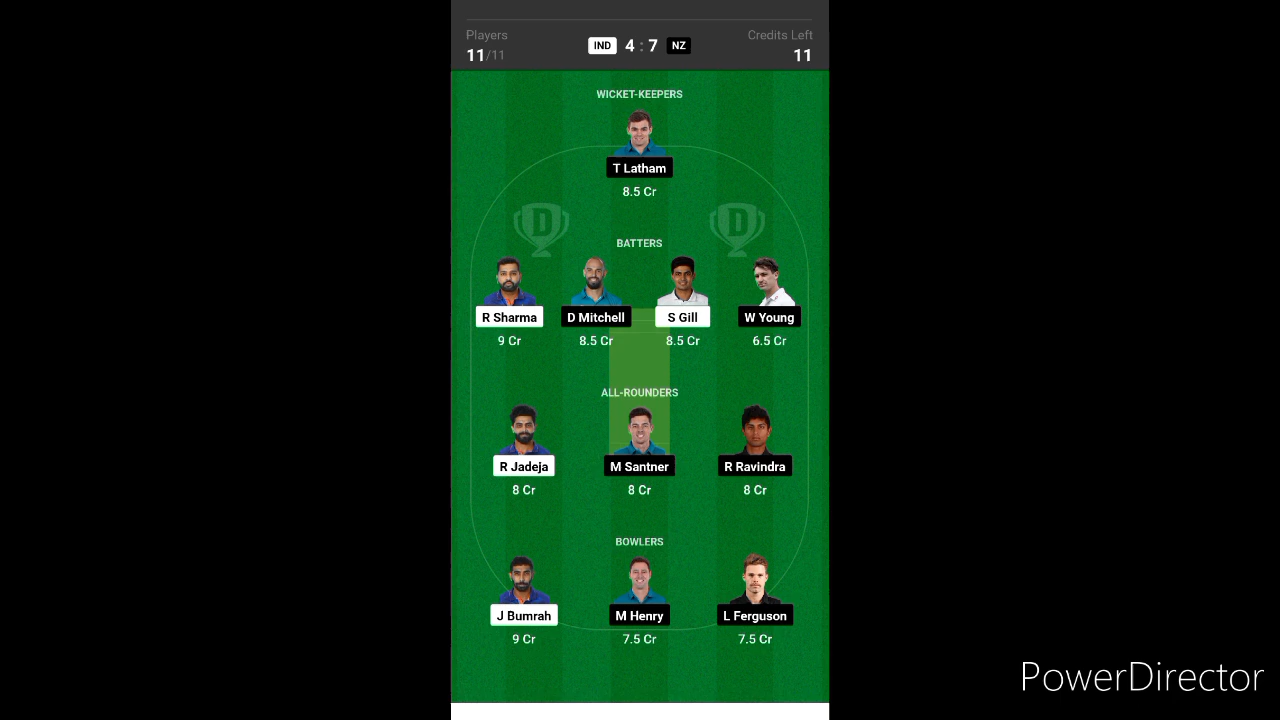 Players
Credits Left
11/11
IND 4 : 7 NZ
11
WICKET-KEEPERS
T Latham
8.5 Cr
D D
BATTERS
R Sharma D Mitchell S Gill W Young
9 Cr 8.5 Cr 8.5 Cr 6.5 Cr
ALL-ROUNDERS
R Jadeja M Santner R Ravindra
8 Cr 8 Cr 8 Cr
BOWLERS
J Bumrah M Henry L Ferguson
9 Cr 7.5 Cr 7.5 Cr
PowerDirector